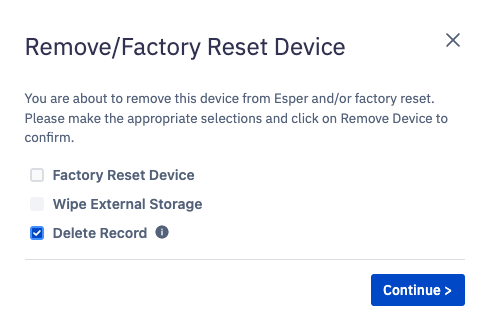 Remove/Factory Reset Device
You are about to remove this device from Esper and/or factory reset.
Please make the appropriate selections and click on Remove Device to
confirm.
Factory Reset Device
Wipe External Storage
Delete Record
Continue >